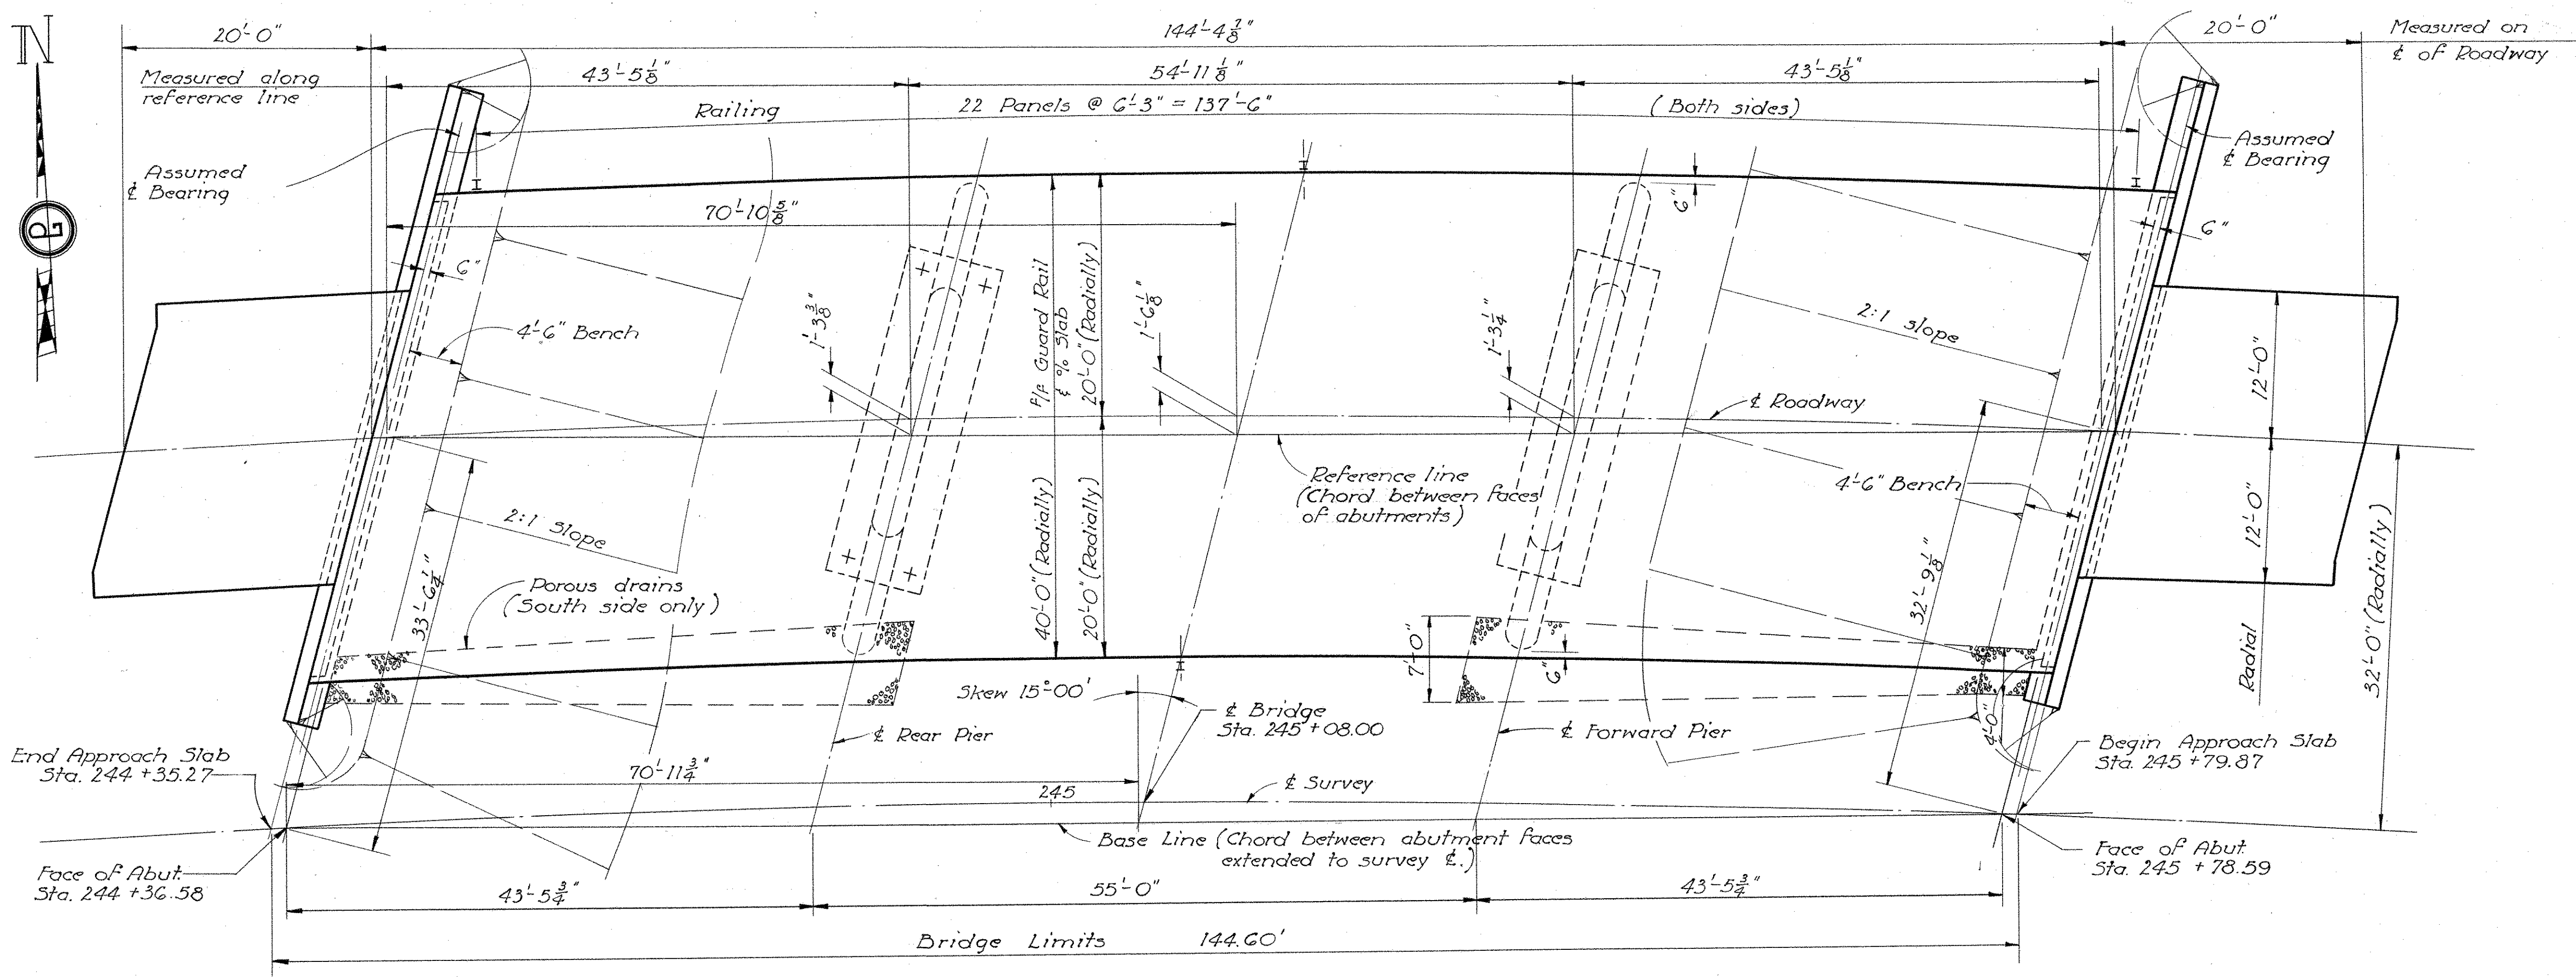 N
20'-0"
144'-4 7/8"
20'-0"
Measured on
℄ of Roadway
Measured along
reference line
43'-5 1/8"
54'-11 1/8"
43'-5 1/8"
Railing
22 Panels @ 6'-3" = 137'-6"
(Both sides)
Assumed
℄ Bearing
Assumed
℄ Bearing
6"
70'-10 5/8"
6"
6"
4'-6" Bench
1'-3 3/8"
F/F Guard Rail
& % Slab
20'-0" (Radially)
1'-6 1/8"
1'-3 1/4"
2:1 slope
12'-0"
℄ Roadway
Reference line
(Chord between faces
of abutments)
4'-6" Bench
2:1 Slope
33'-6 1/4"
Porous drains
(South side only)
40'-0" (Radially)
20'-0" (Radially)
32'-9 1/8"
12'-0"
Radial
32'-0" (Radially)
7'-0"
6"
4'-0"
Skew 15°00'
℄ Bridge
Sta. 245 + 08.00
℄ Rear Pier
℄ Forward Pier
End Approach Slab
Sta. 244 + 35.27
70'-11 3/4"
245
℄ Survey
Begin Approach Slab
Sta. 245 + 79.87
Base Line (Chord between abutment faces
extended to survey ℄.)
Face of Abut.
Sta. 244 + 36.58
Face of Abut.
Sta. 245 + 78.59
43'-5 3/4"
55'-0"
43'-5 3/4"
Bridge Limits 144.60'